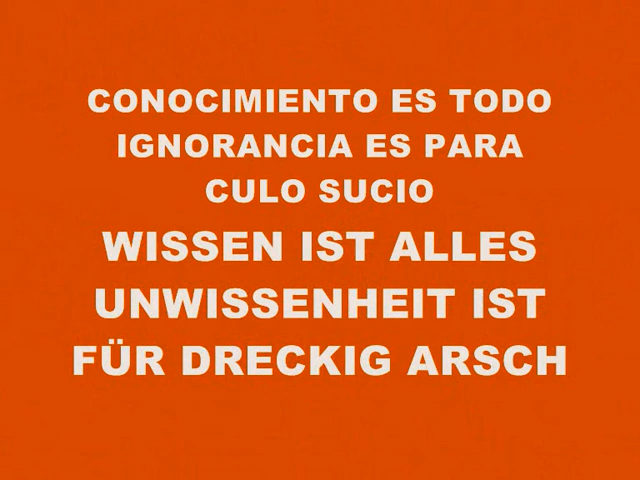 CONOCIMIENTO ES TODO
IGNORANCIA ES PARA
CULO SUCIO
WISSEN IST ALLES
UNWISSENHEIT IST
FÜR DRECKIG ARSCH